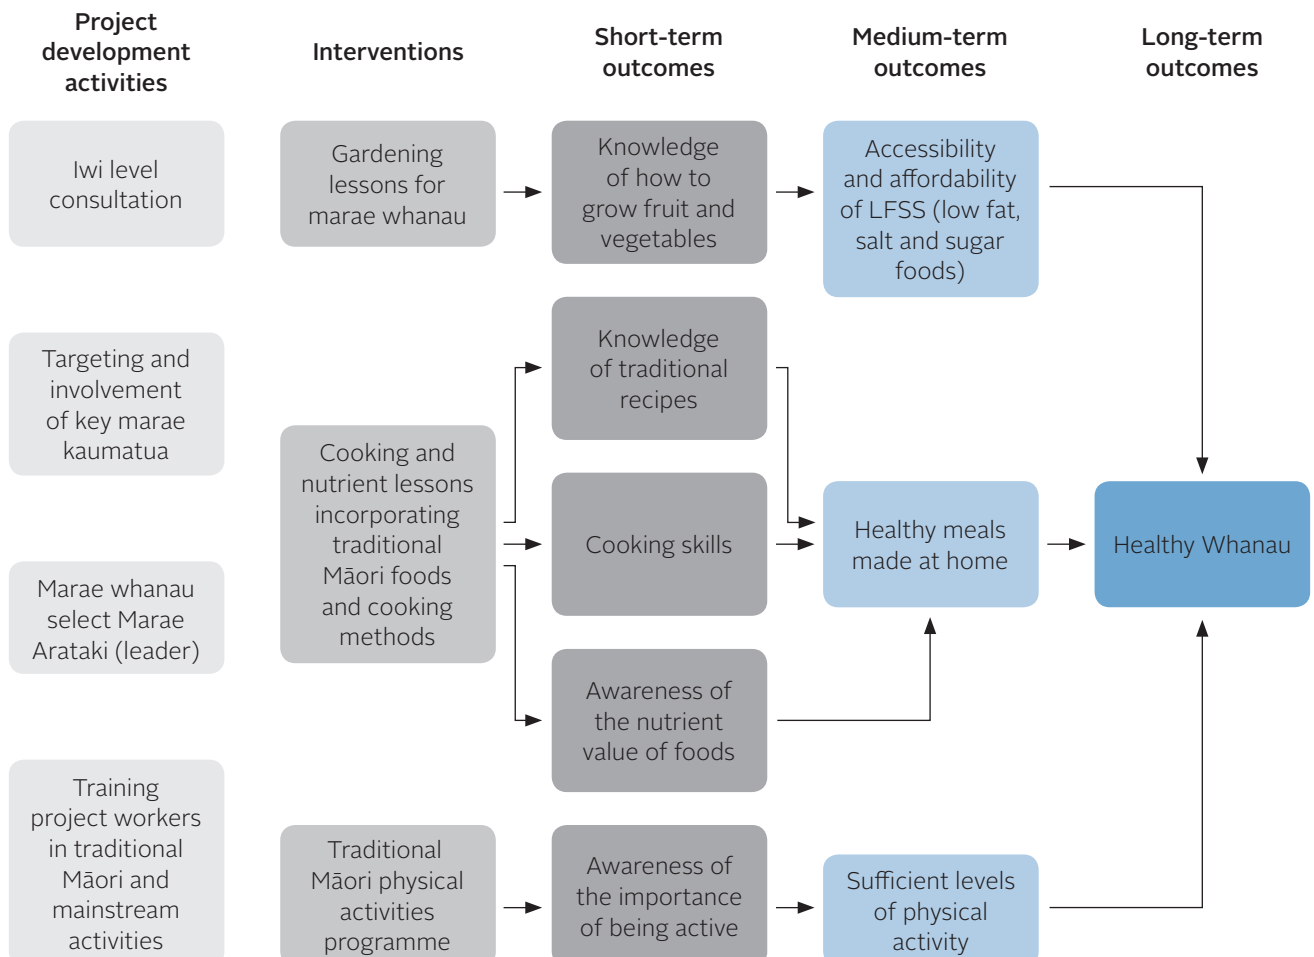 Project
development
activities
Interventions
Short-term
outcomes
Medium-term
outcomes
Long-term
outcomes
Iwi level
consultation
Targeting and
involvement
of key marae
kaumatua
Marae whanau
select Marae
Arataki (leader)
Training
project workers
in traditional
Māori and
mainstream
activities
Gardening
lessons for
marae whanau
Cooking and
nutrient lessons
incorporating
traditional
Māori foods
and cooking
methods
Traditional
Māori physical
activities
programme
Knowledge
of how to
grow fruit and
vegetables
Knowledge
of traditional
recipes
Cooking skills
Awareness of
the nutrient
value of foods
Awareness of
the importance
of being active
Accessibility
and affordability
of LFSS (low fat,
salt and sugar
foods)
Healthy meals
made at home
Sufficient levels
of physical
activity
Healthy Whanau